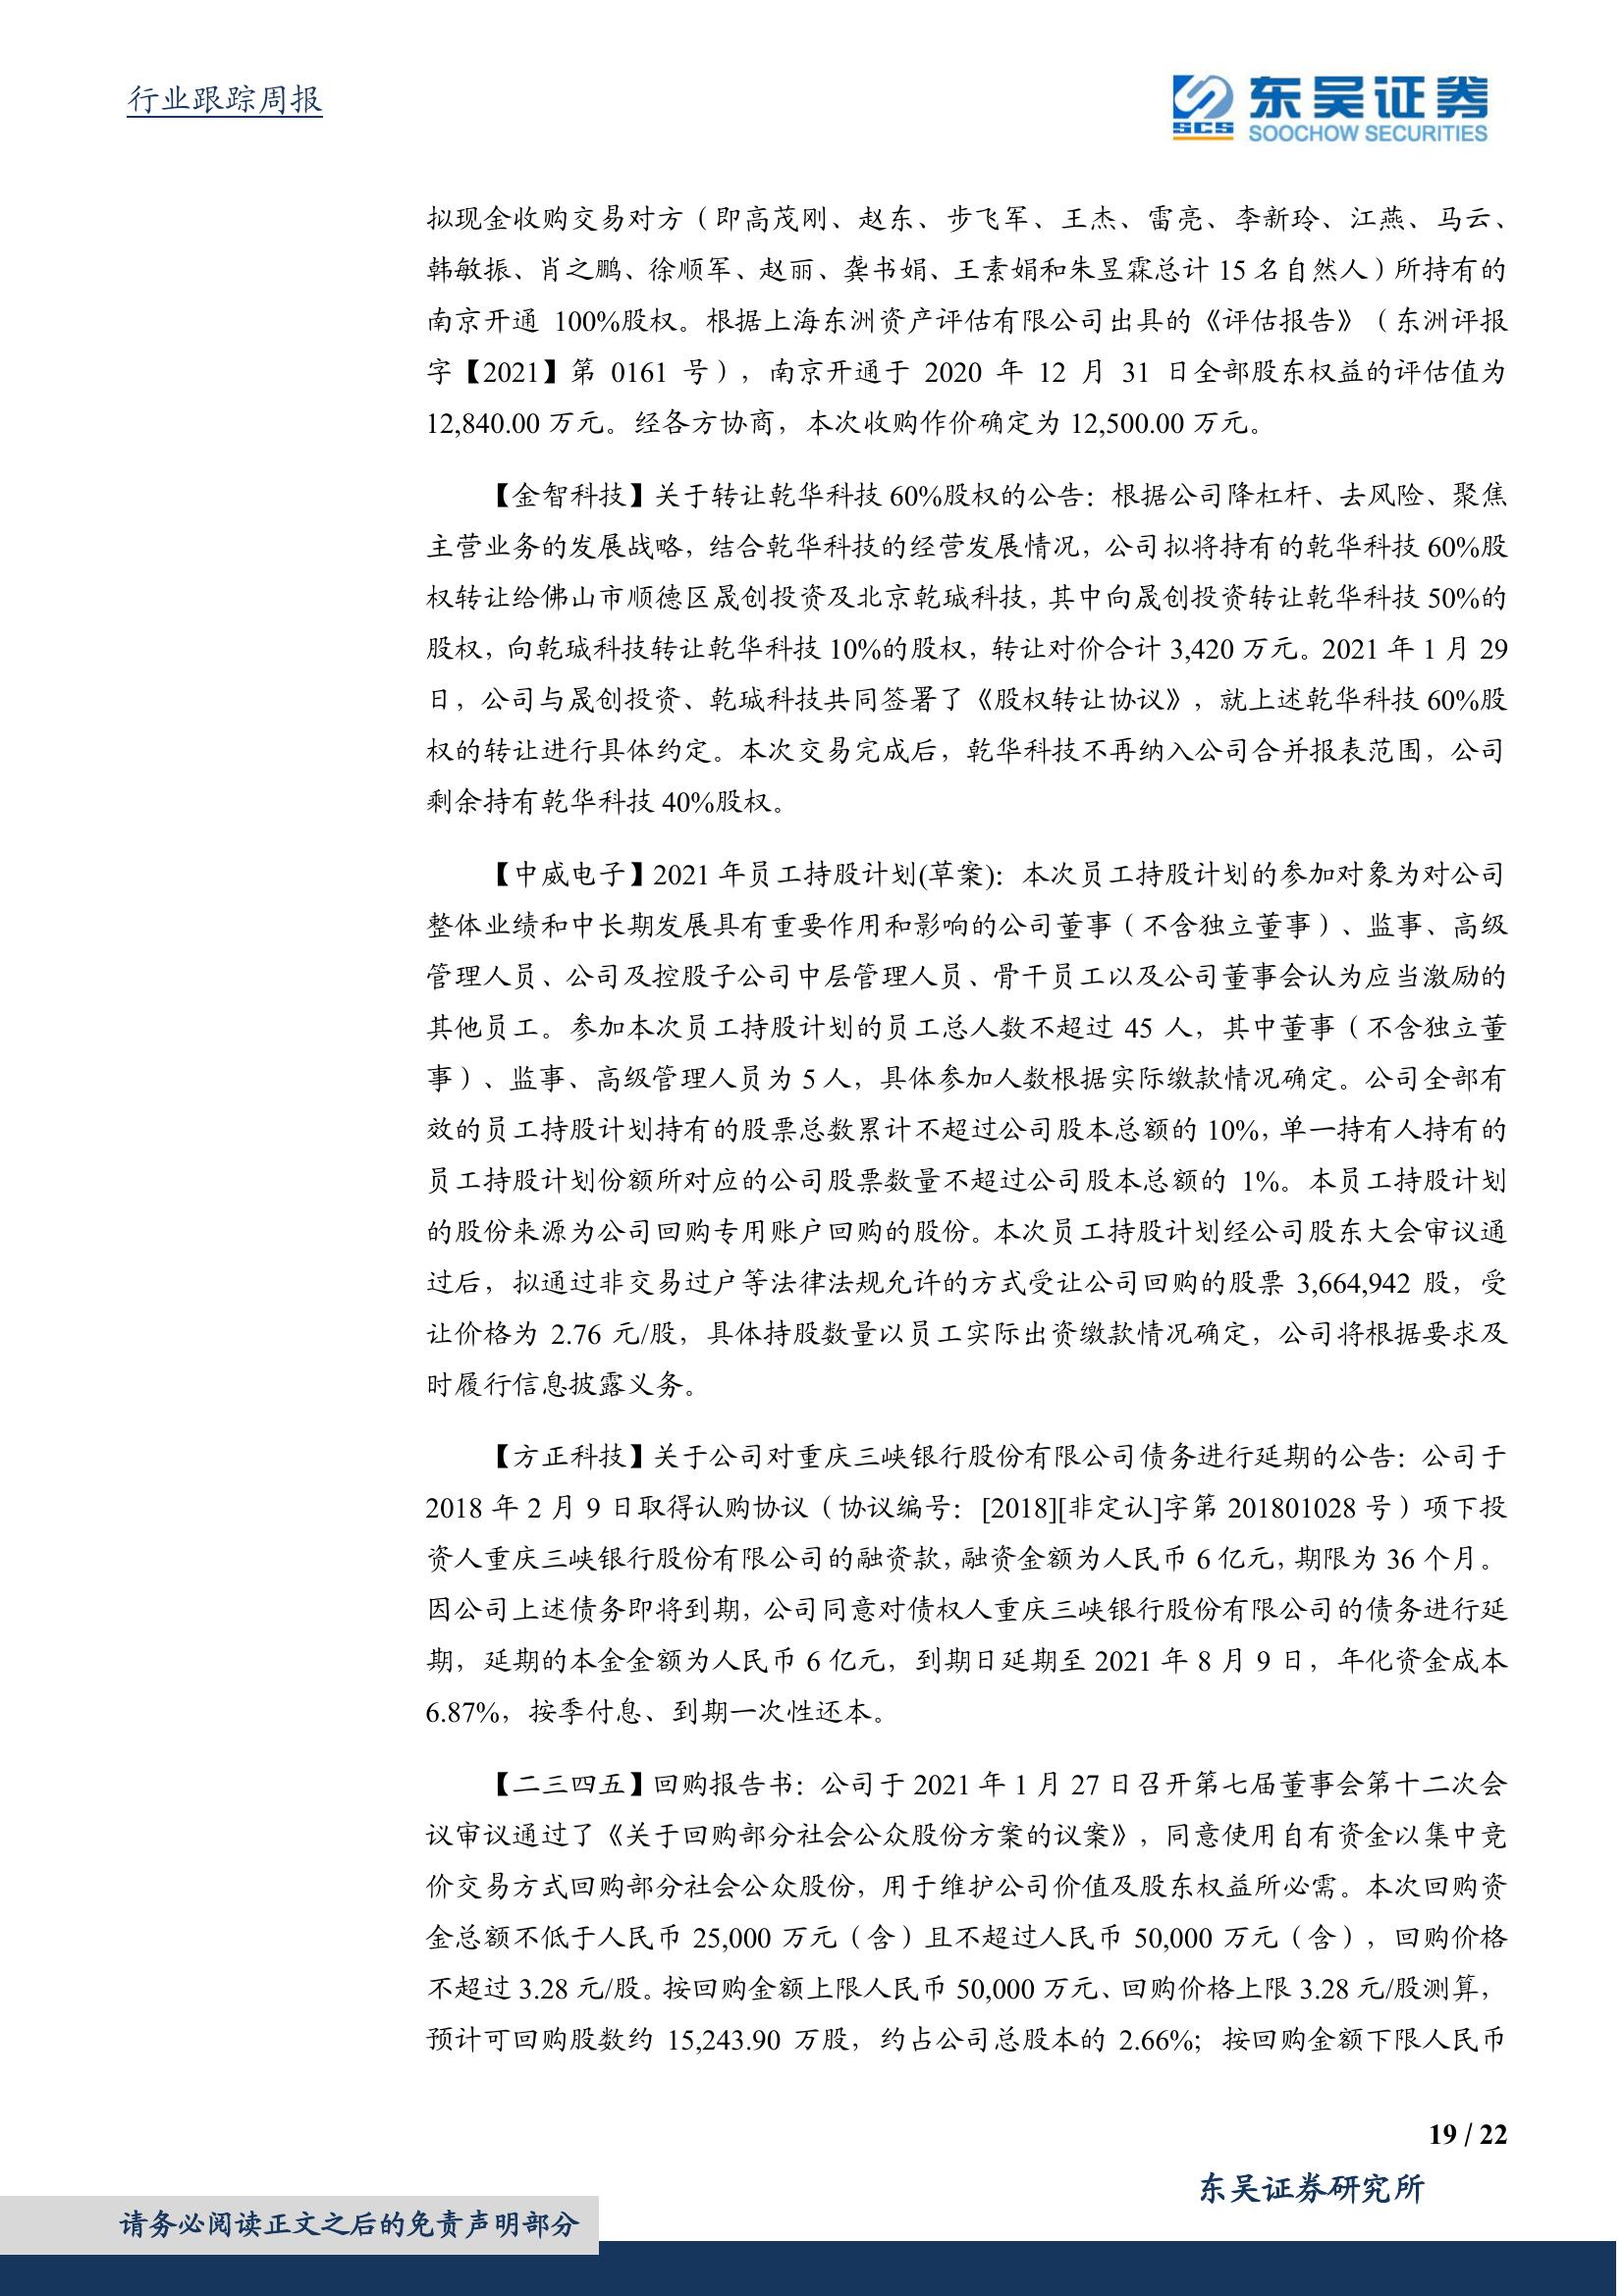 行业跟踪周报
SCS
东吴证券
SOOCHOW SECURITIES
拟现金收购交易对方（即高茂刚、赵东、步飞军、王杰、雷亮、李新玲、江燕、马云、
韩敏振、肖之鹏、徐顺军、赵丽、龚书娟、王素娟和朱昱霖总计 15 名自然人）所持有的
南京开通 100%股权。根据上海东洲资产评估有限公司出具的《评估报告》（东洲评报
字【2021】第 0161 号），南京开通于 2020 年 12 月 31 日全部股东权益的评估值为
12,840.00 万元。经各方协商，本次收购作价确定为 12,500.00 万元。
【金智科技】关于转让乾华科技 60%股权的公告：根据公司降杠杆、去风险、聚焦
主营业务的发展战略，结合乾华科技的经营发展情况，公司拟将持有的乾华科技 60%股
权转让给佛山市顺德区晟创投资及北京乾珹科技，其中向晟创投资转让乾华科技 50%的
股权，向乾珹科技转让乾华科技 10%的股权，转让对价合计 3,420 万元。2021 年 1 月 29
日，公司与晟创投资、乾珹科技共同签署了《股权转让协议》，就上述乾华科技 60%股
权的转让进行具体约定。本次交易完成后，乾华科技不再纳入公司合并报表范围，公司
剩余持有乾华科技 40%股权。
【中威电子】2021 年员工持股计划(草案)：本次员工持股计划的参加对象为对公司
整体业绩和中长期发展具有重要作用和影响的公司董事（不含独立董事）、监事、高级
管理人员、公司及控股子公司中层管理人员、骨干员工以及公司董事会认为应当激励的
其他员工。参加本次员工持股计划的员工总人数不超过 45 人，其中董事（不含独立董
事）、监事、高级管理人员为 5 人，具体参加人数根据实际缴款情况确定。公司全部有
效的员工持股计划持有的股票总数累计不超过公司股本总额的 10%，单一持有人持有的
员工持股计划份额所对应的公司股票数量不超过公司股本总额的 1%。本员工持股计划
的股份来源为公司回购专用账户回购的股份。本次员工持股计划经公司股东大会审议通
过后，拟通过非交易过户等法律法规允许的方式受让公司回购的股票 3,664,942 股，受
让价格为 2.76 元/股，具体持股数量以员工实际出资缴款情况确定，公司将根据要求及
时履行信息披露义务。
【方正科技】关于公司对重庆三峡银行股份有限公司债务进行延期的公告：公司于
2018 年 2 月 9 日取得认购协议（协议编号：[2018][非定认]字第 201801028 号）项下投
资人重庆三峡银行股份有限公司的融资款，融资金额为人民币 6 亿元，期限为 36 个月。
因公司上述债务即将到期，公司同意对债权人重庆三峡银行股份有限公司的债务进行延
期，延期的本金金额为人民币 6 亿元，到期日延期至 2021 年 8 月 9 日，年化资金成本
6.87%，按季付息、到期一次性还本。
【二三四五】回购报告书：公司于 2021 年 1 月 27 日召开第七届董事会第十二次会
议审议通过了《关于回购部分社会公众股份方案的议案》，同意使用自有资金以集中竞
价交易方式回购部分社会公众股份，用于维护公司价值及股东权益所必需。本次回购资
金总额不低于人民币 25,000 万元（含）且不超过人民币 50,000 万元（含），回购价格
不超过 3.28 元/股。按回购金额上限人民币 50,000 万元、回购价格上限 3.28 元/股测算，
预计可回购股数约 15,243.90 万股，约占公司总股本的 2.66%；按回购金额下限人民币
19 / 22
东吴证券研究所
请务必阅读正文之后的免责声明部分